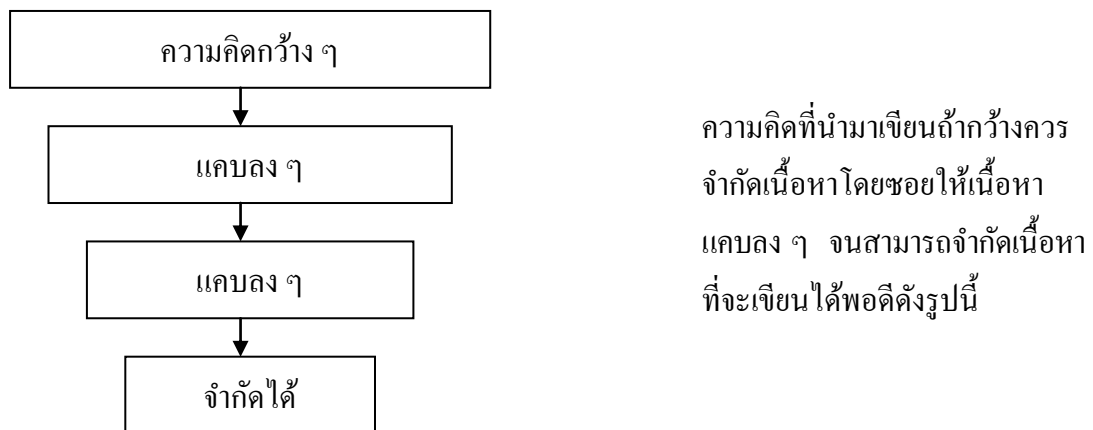 ความคิดกว้าง ๆ
แคบลง ๆ
แคบลง ๆ
จำกัดได้
ความคิดที่นำมาเขียนถ้ากว้างควร
จำกัดเนื้อหาโดยซอยให้เนื้อหา
แคบลง ๆ จนสามารถจำกัดเนื้อหา
ที่จะเขียนได้พอดีดังรูปนี้